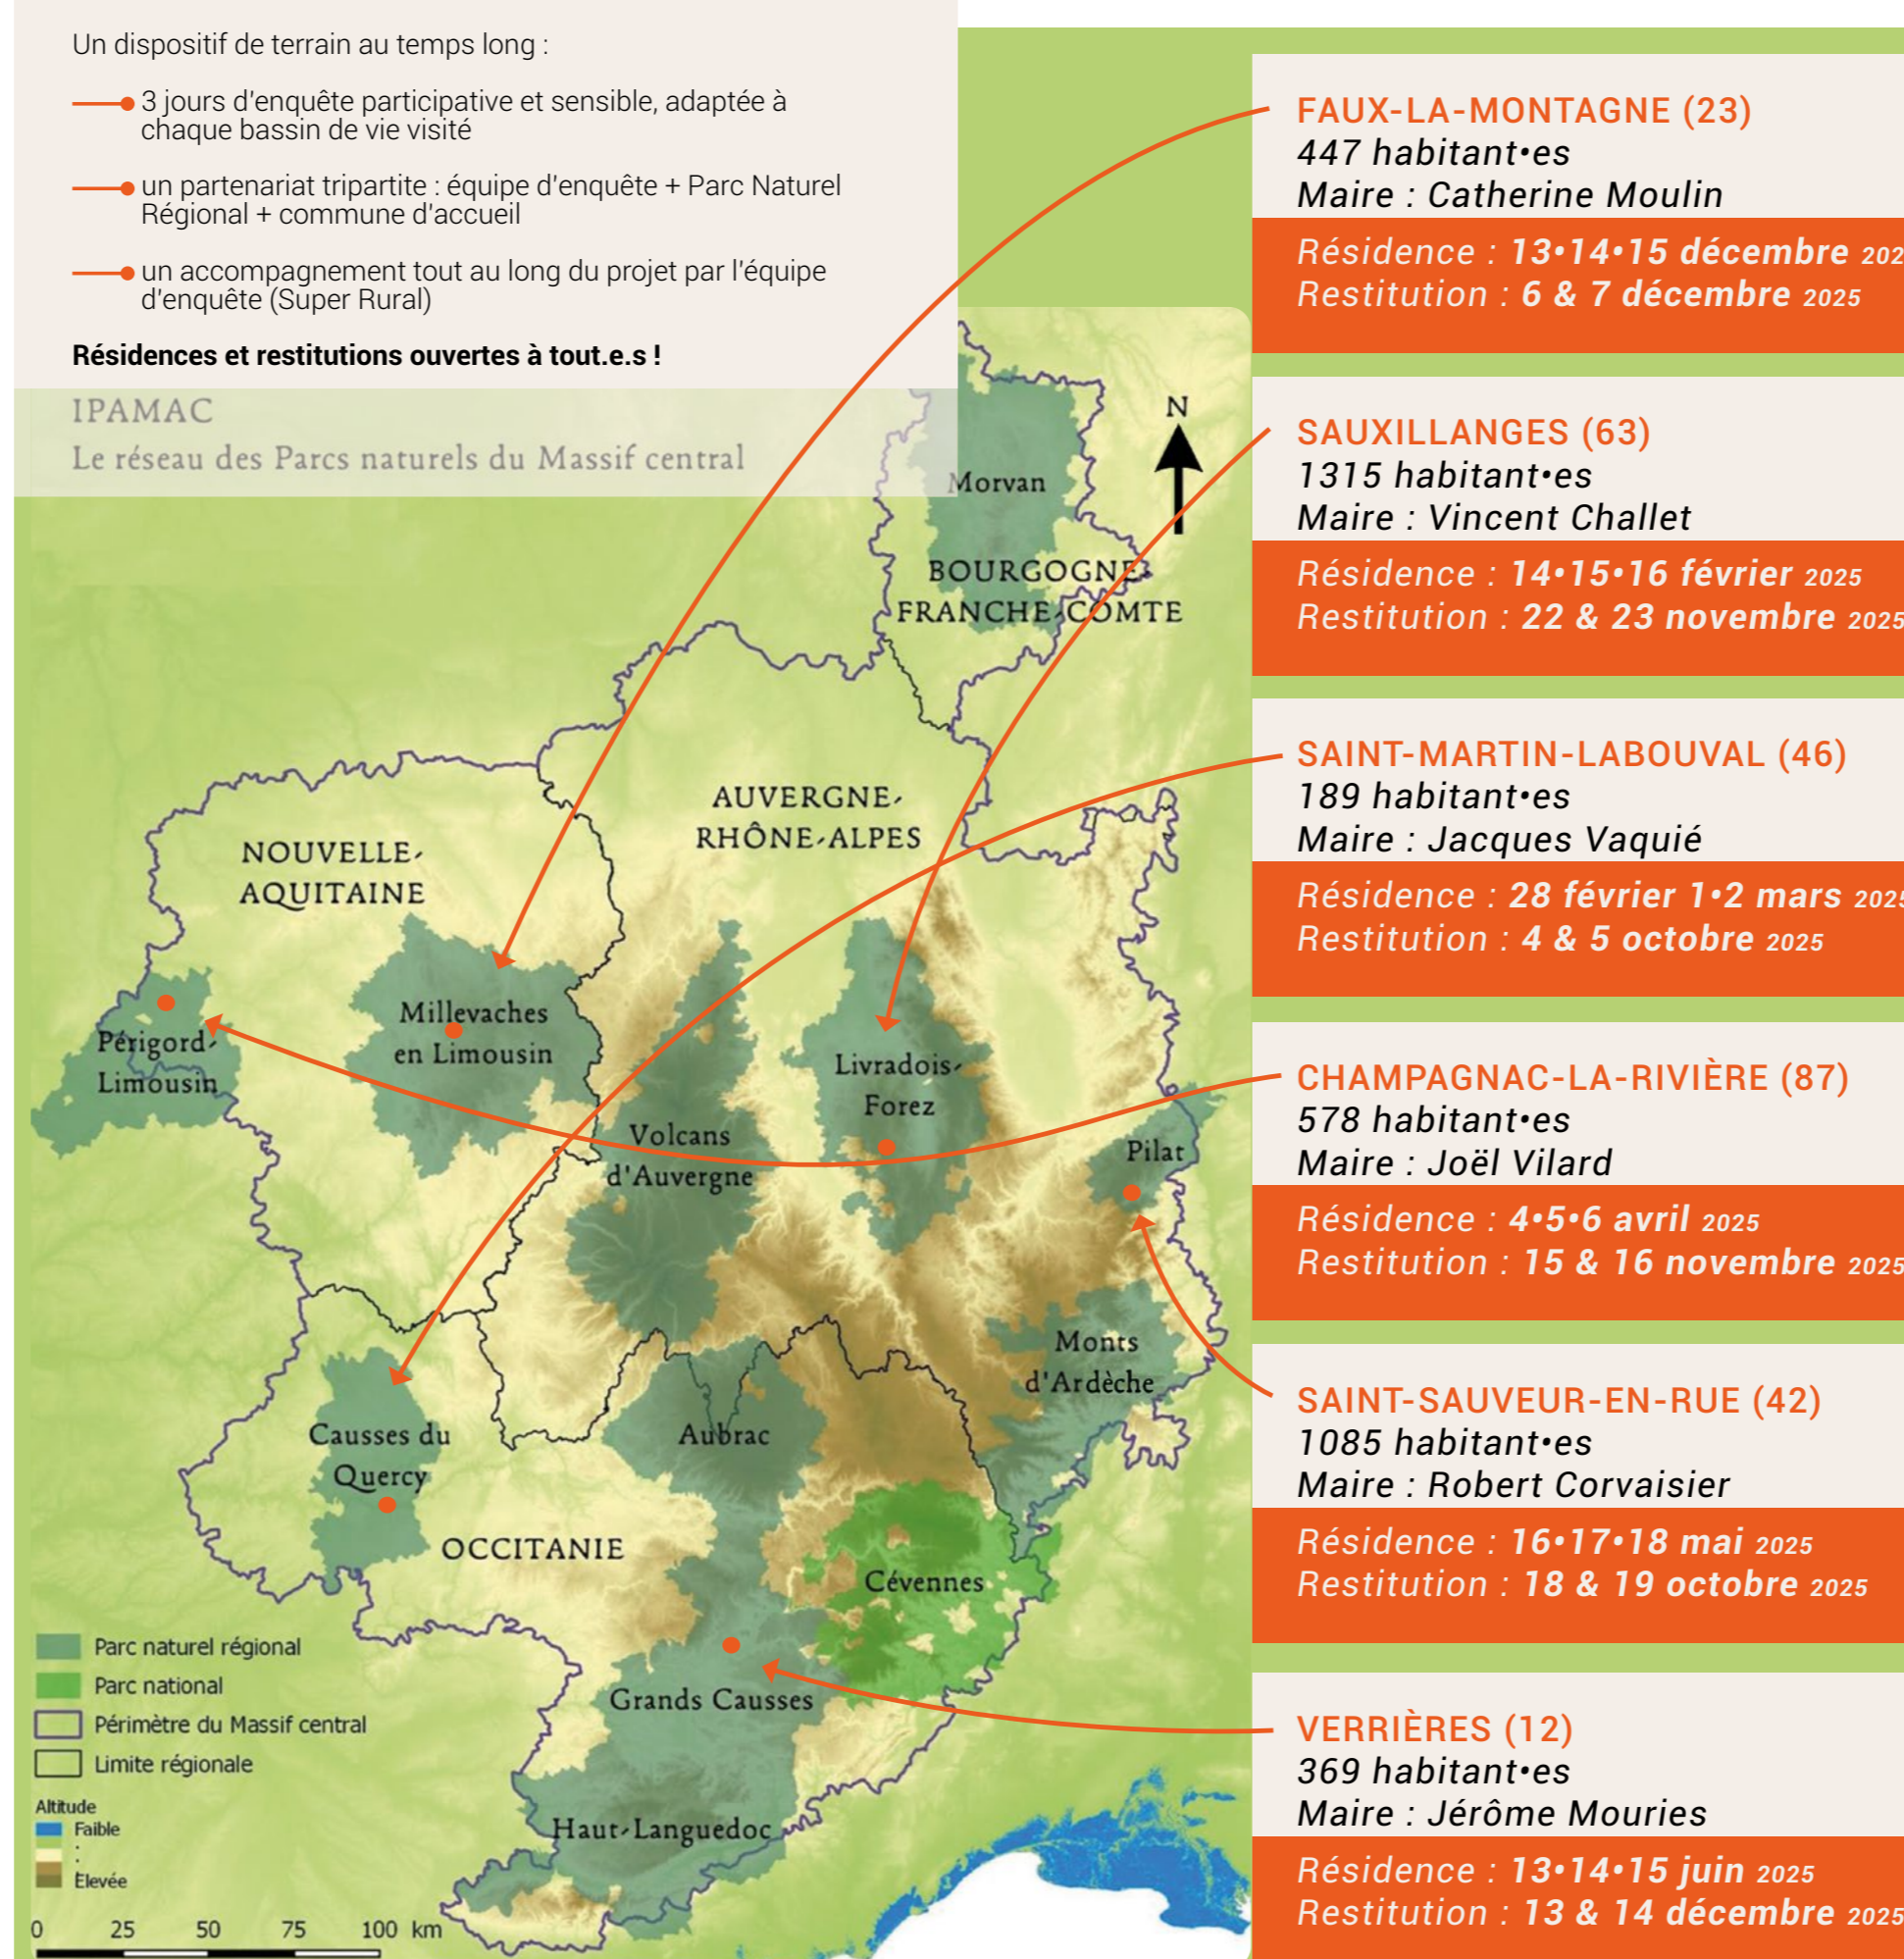 Un dispositif de terrain au temps long :
3 jours d'enquête participative et sensible, adaptée à
chaque bassin de vie visité
un partenariat tripartite : équipe d'enquête + Parc Naturel
Régional + commune d'accueil
un accompagnement tout au long du projet par l'équipe
d'enquête (Super Rural)
Résidences et restitutions ouvertes à tout.e.s !
IPAMAC
Le réseau des Parcs naturels du Massif central
N
Morvan
BOURGOGNE-
FRANCHE-COMTE
AUVERGNE-
RHÔNE-ALPES
NOUVELLE-
AQUITAINE
Millevaches
en Limousin
Périgord-
Limousin
Livradois-
Forez
Volcans
d'Auvergne
Pilat
Monts
d'Ardèche
Aubrac
Causses du
Quercy
OCCITANIE
Cévennes
Grands Causses
Haut-Languedoc
Parc naturel régional
Parc national
Périmètre du Massif central
Limite régionale
Altitude
Faible
:
Élevée
0 25 50 75 100 km
FAUX-LA-MONTAGNE (23)
447 habitant•es
Maire : Catherine Moulin
Résidence : 13•14•15 décembre 202
Restitution : 6 & 7 décembre 2025
SAUXILLANGES (63)
1315 habitant•es
Maire : Vincent Challet
Résidence : 14•15•16 février 2025
Restitution : 22 & 23 novembre 2025
SAINT-MARTIN-LABOUVAL (46)
189 habitant•es
Maire : Jacques Vaquié
Résidence : 28 février 1•2 mars 2025
Restitution : 4 & 5 octobre 2025
CHAMPAGNAC-LA-RIVIÈRE (87)
578 habitant•es
Maire : Joël Vilard
Résidence : 4•5•6 avril 2025
Restitution : 15 & 16 novembre 2025
SAINT-SAUVEUR-EN-RUE (42)
1085 habitant•es
Maire : Robert Corvaisier
Résidence : 16•17•18 mai 2025
Restitution : 18 & 19 octobre 2025
VERRIÈRES (12)
369 habitant•es
Maire : Jérôme Mouries
Résidence : 13•14•15 juin 2025
Restitution : 13 & 14 décembre 2025